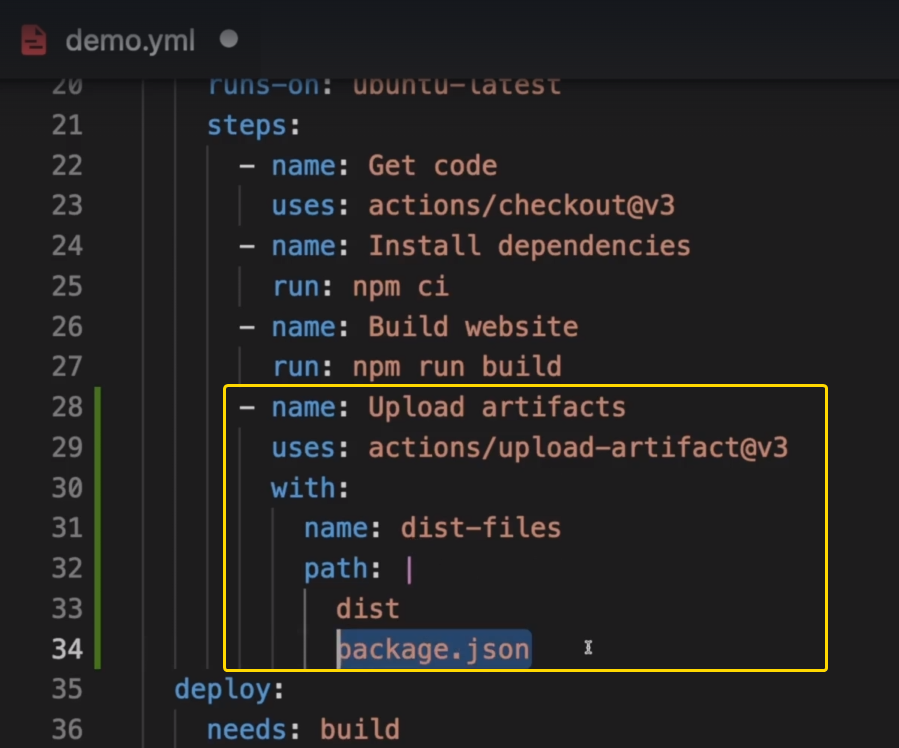 demo.yml
20 runs-on: ubuntu-latest
21 steps:
22 - name: Get code
23 uses: actions/checkout@v3
24 - name: Install dependencies
25 run: npm ci
26 - name: Build website
27 run: npm run build
28 - name: Upload artifacts
29 uses: actions/upload-artifact@v3
30 with:
31 name: dist-files
32 path: |
33 dist
34 package.json
35 deploy:
36 needs: build